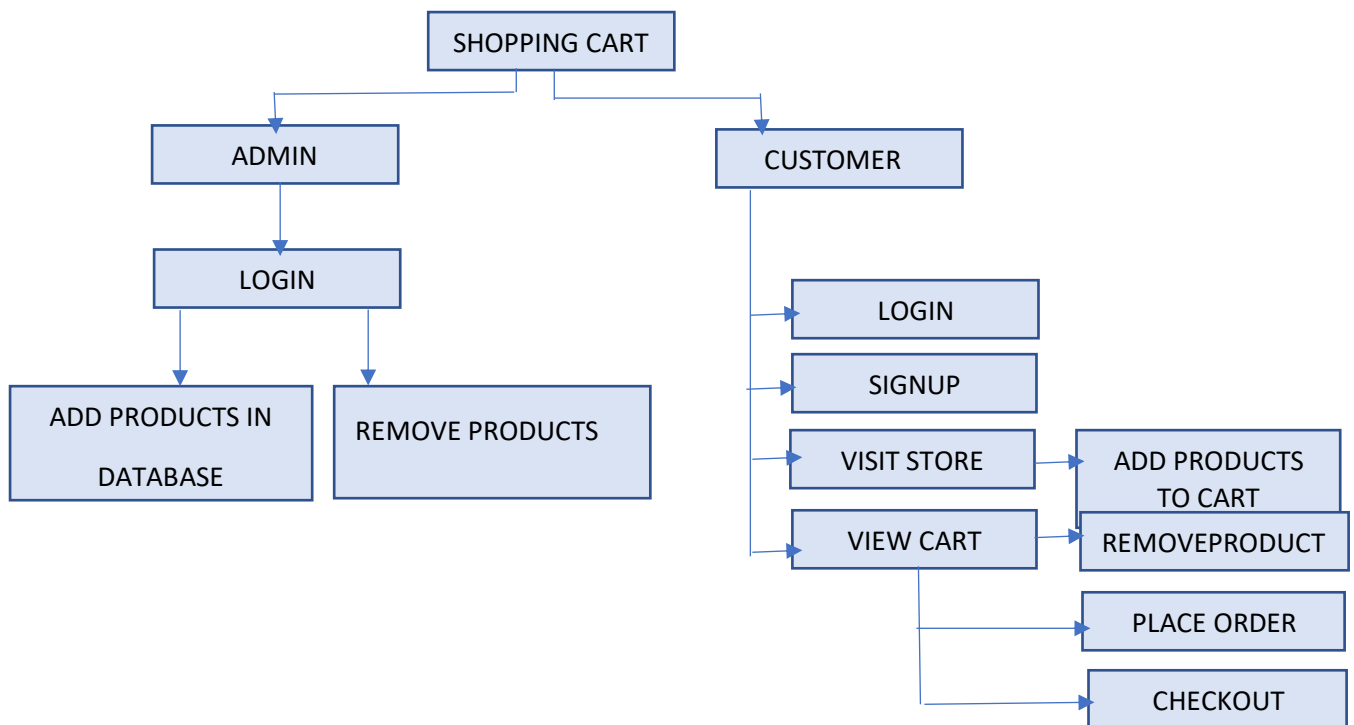 SHOPPING CART
ADMIN
CUSTOMER
LOGIN
ADD PRODUCTS IN
DATABASE
REMOVE PRODUCTS
LOGIN
SIGNUP
VISIT STORE
ADD PRODUCTS
TO CART
VIEW CART
REMOVEPRODUCT
PLACE ORDER
CHECKOUT